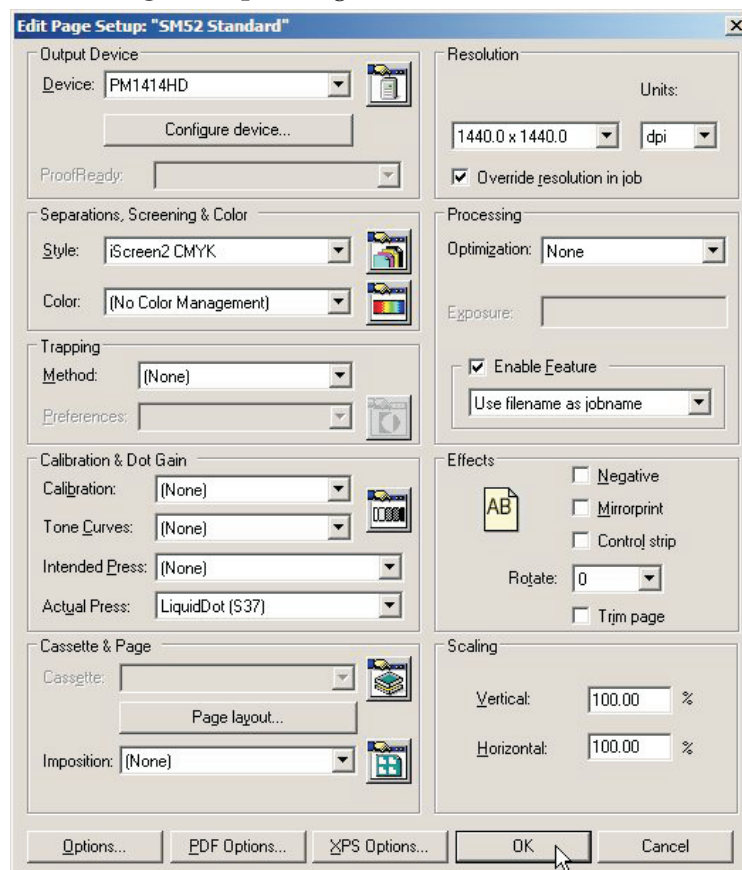 Edit Page Setup: "SM52 Standard"
Output Device
Device: PM1414HD
Configure device...
ProofReady:
Separations, Screening & Color
Style: iScreen2 CMYK
Color: (No Color Management)
Trapping
Method: (None)
Preferences:
Calibration & Dot Gain
Calibration: (None)
Tone Curves: (None)
Intended Press: (None)
Actual Press: LiquidDot (S37)
Cassette & Page
Cassette:
Page layout...
Imposition: (None)
Resolution
Units:
1440.0 x 1440.0 dpi
Override resolution in job
Processing
Optimization: None
Exposure:
Enable Feature
Use filename as jobname
Effects
AB
Negative
Mirrorprint
Control strip
Rotate: 0
Trim page
Scaling
Vertical: 100.00 %
Horizontal: 100.00 %
Options... PDF Options... XPS Options... OK Cancel